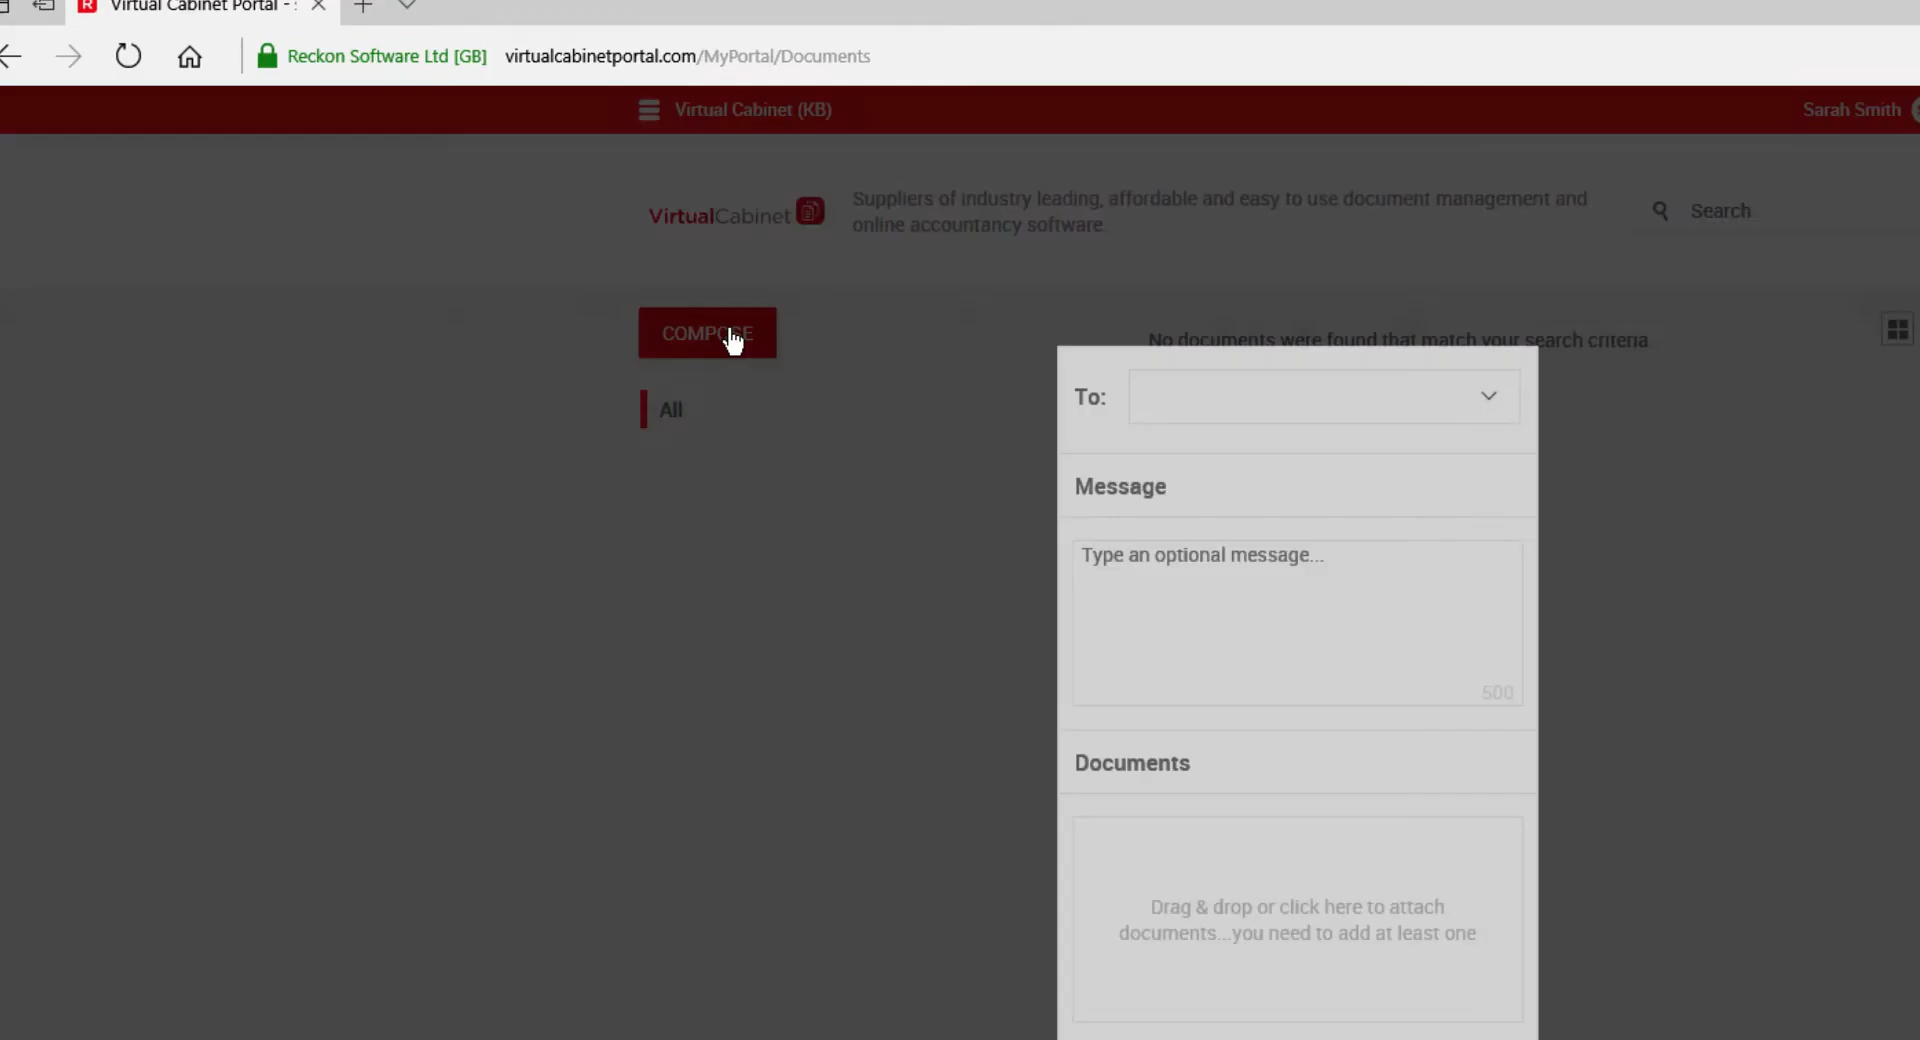 Virtual Cabinet Portal -
Reckon Software Ltd [GB] virtualcabinetportal.com/MyPortal/Documents
Virtual Cabinet (KB)
Sarah Smith
VirtualCabinet
Suppliers of industry leading, affordable and easy to use document management and
online accountancy software.
Search
COMPOSE
No documents were found that match your search criteria
All
To:
Message
Type an optional message...
500
Documents
Drag & drop or click here to attach
documents...you need to add at least one